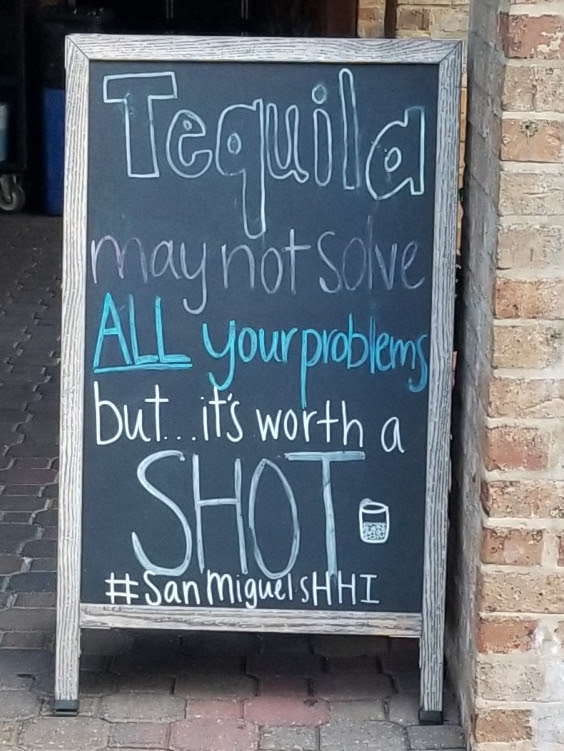 Tequila
may not solve
ALL your problems
but...it's worth a
SHOT
#SanMiguelsHHI